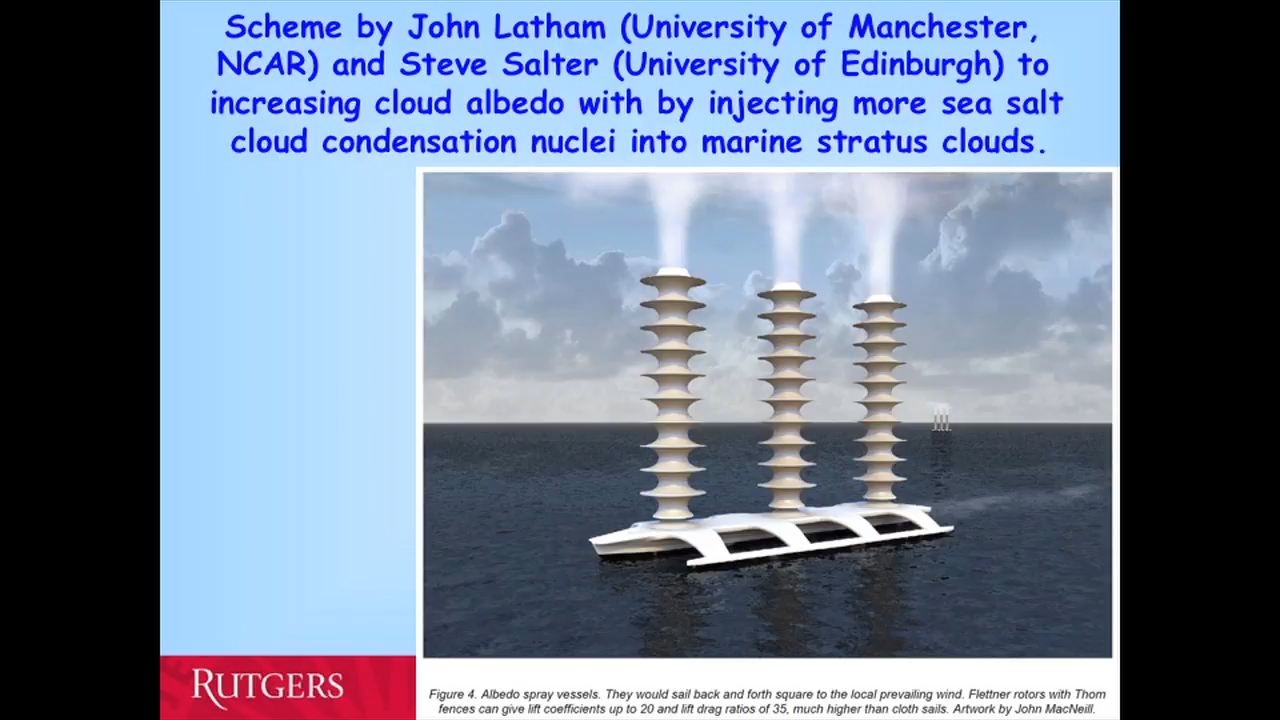 Scheme by John Latham (University of Manchester,
NCAR) and Steve Salter (University of Edinburgh) to
increasing cloud albedo with by injecting more sea salt
cloud condensation nuclei into marine stratus clouds.
RUTGERS
Figure 4. Albedo spray vessels. They would sail back and forth square to the local prevailing wind. Flettner rotors with Thom
fences can give lift coefficients up to 20 and lift drag ratios of 35, much higher than cloth sails. Artwork by John MacNeill.